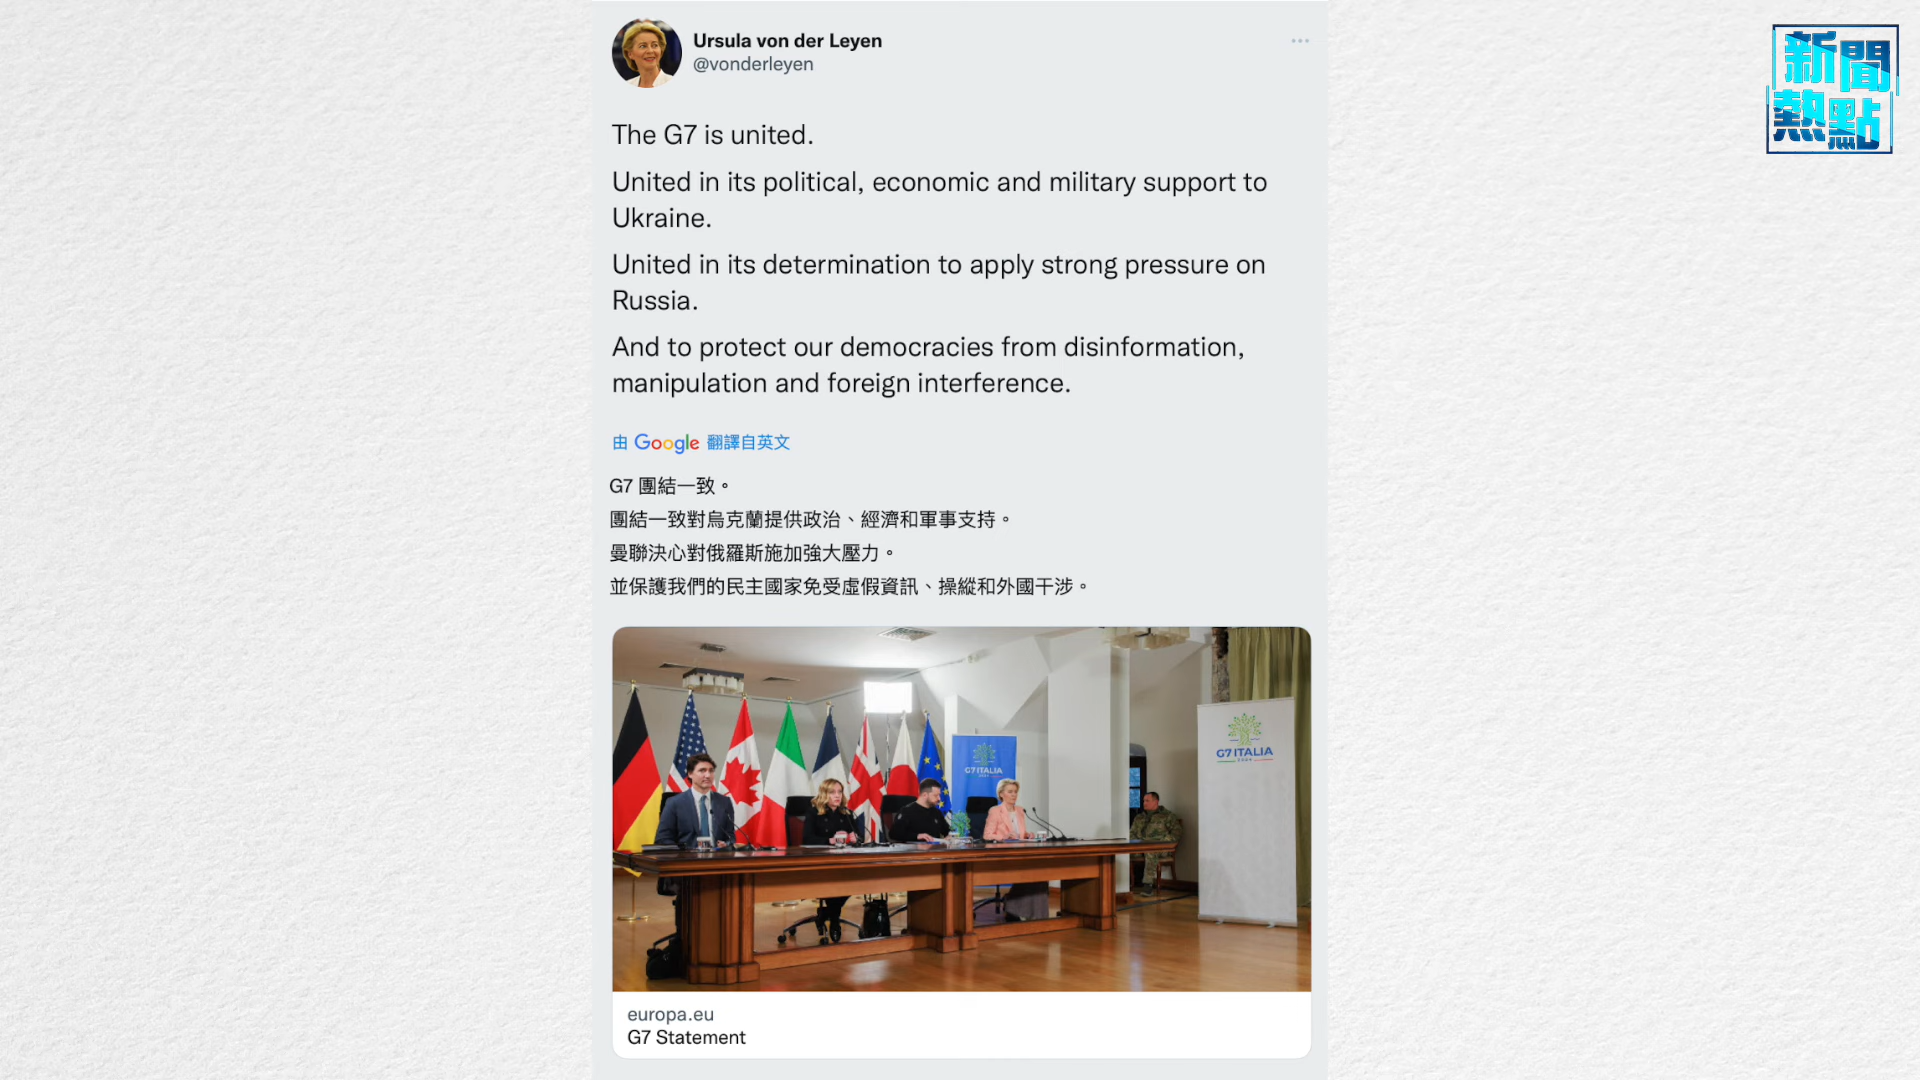 Ursula von der Leyen
@vonderleyen
新聞
熱點
The G7 is united.
United in its political, economic and military support to
Ukraine.
United in its determination to apply strong pressure on
Russia.
And to protect our democracies from disinformation,
manipulation and foreign interference.
由 Google 翻譯自英文
G7 團結一致。
團結一致對烏克蘭提供政治、經濟和軍事支持。
曼聯決心對俄羅斯施加強大壓力。
並保護我們的民主國家免受虛假資訊、操縱和外國干涉。
G7 ITALIA
2024
G7 ITALIA
europa.eu
G7 Statement